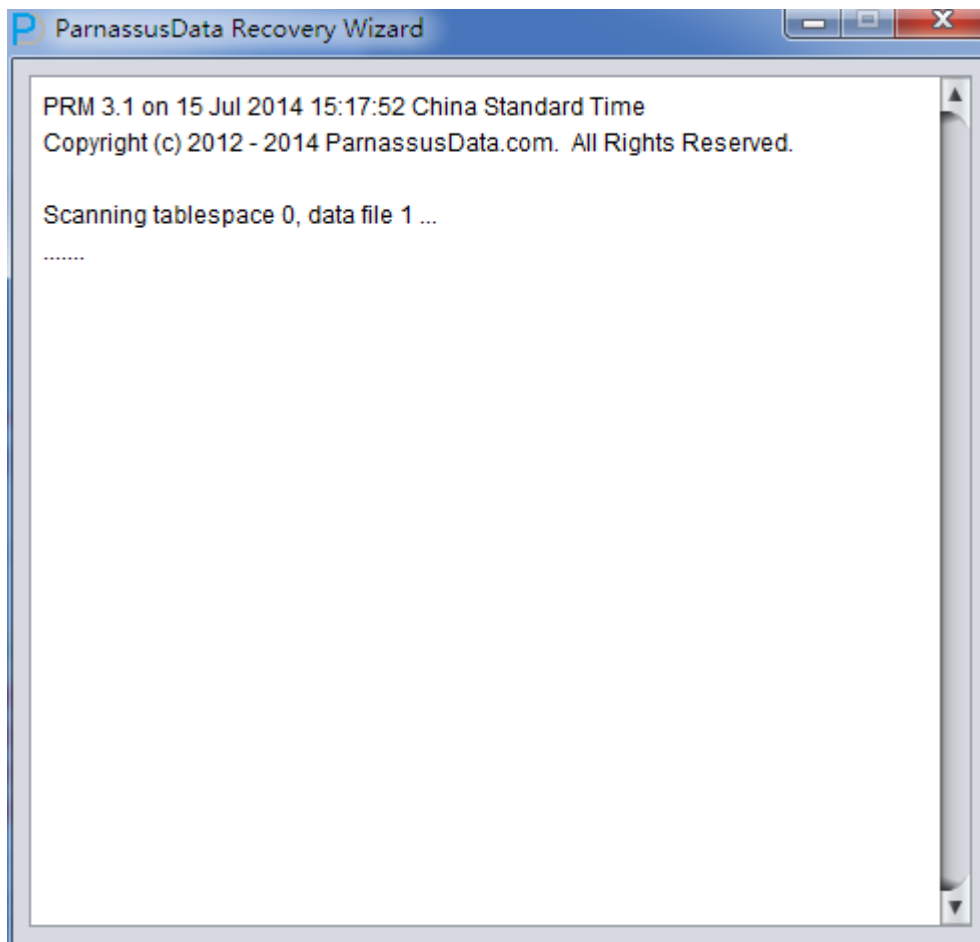 ParnassusData Recovery Wizard
PRM 3.1 on 15 Jul 2014 15:17:52 China Standard Time
Copyright (c) 2012 - 2014 ParnassusData.com.  All Rights Reserved.
Scanning tablespace 0, data file 1 ...
.......